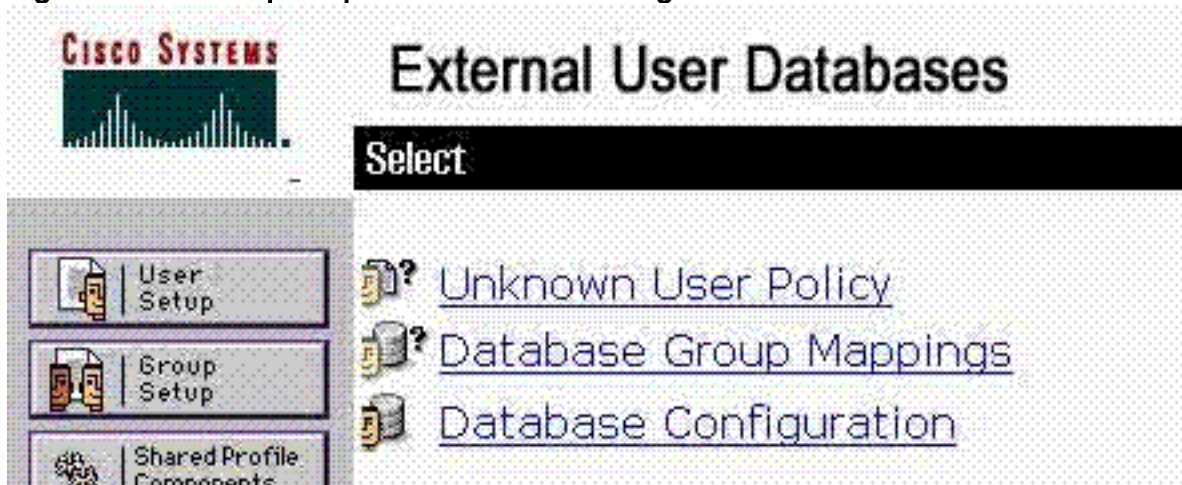 CISCO SYSTEMS
External User Databases
Select
User
Setup
Group
Setup
Shared Profile
Components
Unknown User Policy
Database Group Mappings
Database Configuration